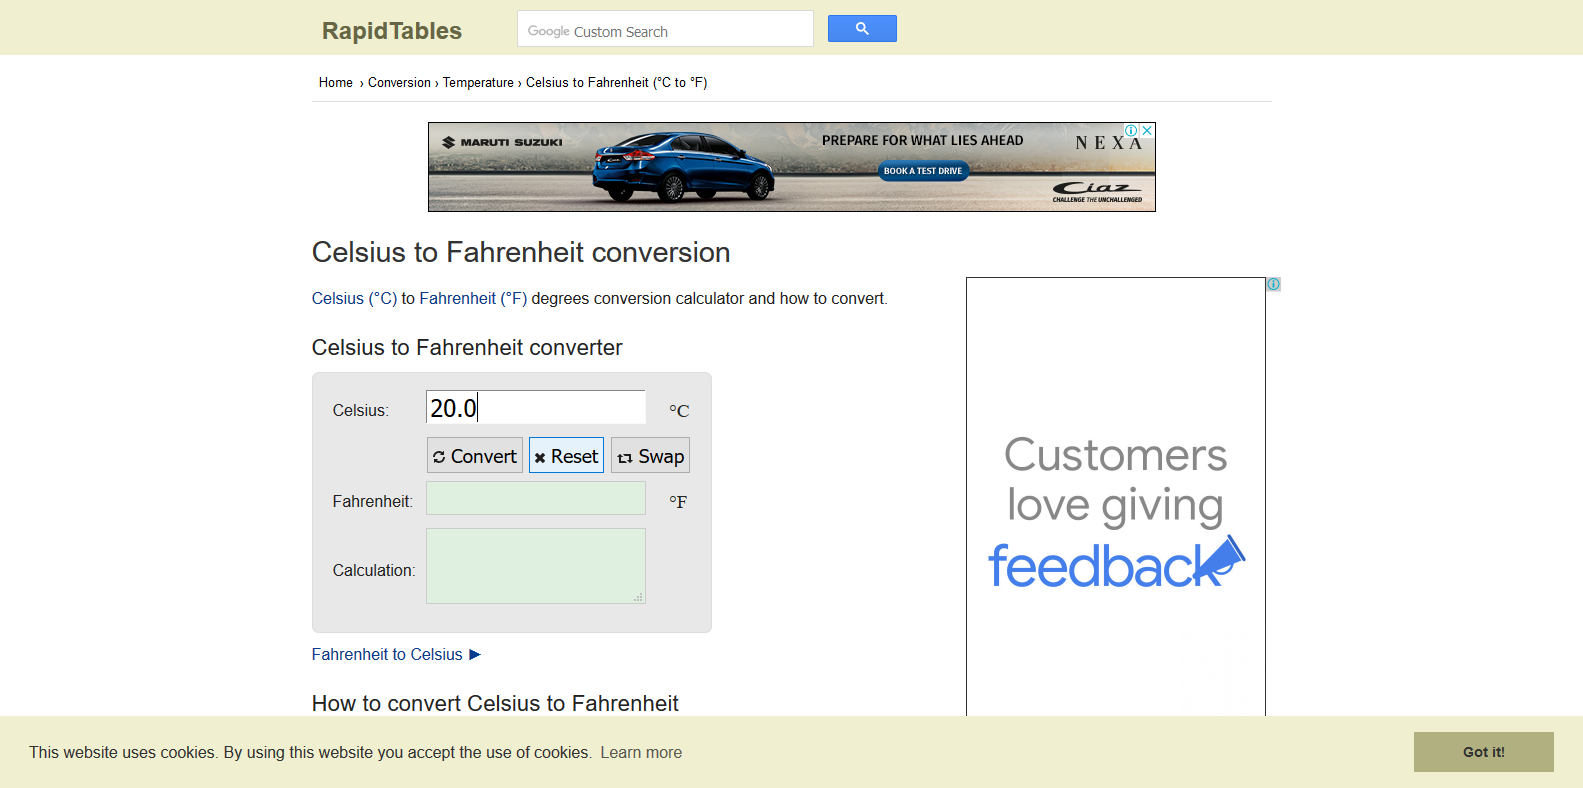 RapidTables
Google Custom Search
Home › Conversion › Temperature › Celsius to Fahrenheit (°C to °F)
MARUTI SUZUKI
PREPARE FOR WHAT LIES AHEAD
NEXA
BOOK A TEST DRIVE
Ciaz
CHALLENGE THE UNCHALLENGED
Celsius to Fahrenheit conversion
Celsius (°C) to Fahrenheit (°F) degrees conversion calculator and how to convert.
Celsius to Fahrenheit converter
Celsius: 20.0 °C
Convert Reset Swap
Fahrenheit: °F
Calculation:
Fahrenheit to Celsius ►
How to convert Celsius to Fahrenheit
Customers
love giving
feedback
This website uses cookies. By using this website you accept the use of cookies. Learn more
Got it!